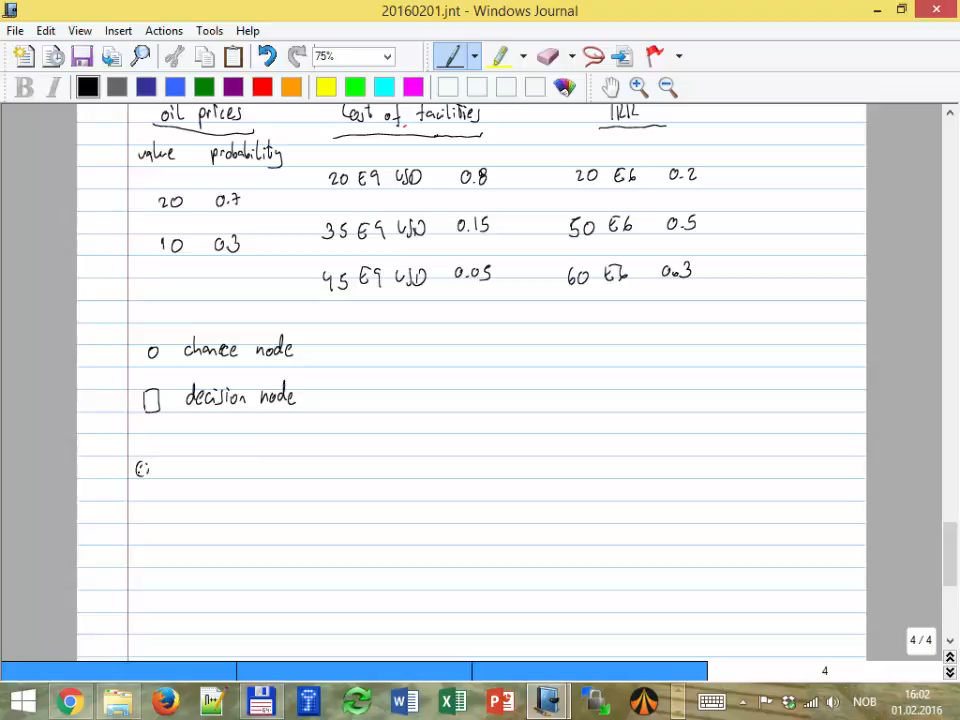 20160201.jnt - Windows Journal
File Edit View Insert Actions Tools Help
75%
B I
oil prices Cost of facilities
value probability
20 E9 USD 0.8 20 E6 0.2
20 0.7
35 E9 USD 0.15 50 E6 0.5
10 0.3
45 E9 USD 0.05 60 E6 0.3
chance node
decision node
4 / 4
4
NOB
16:02
01.02.2016